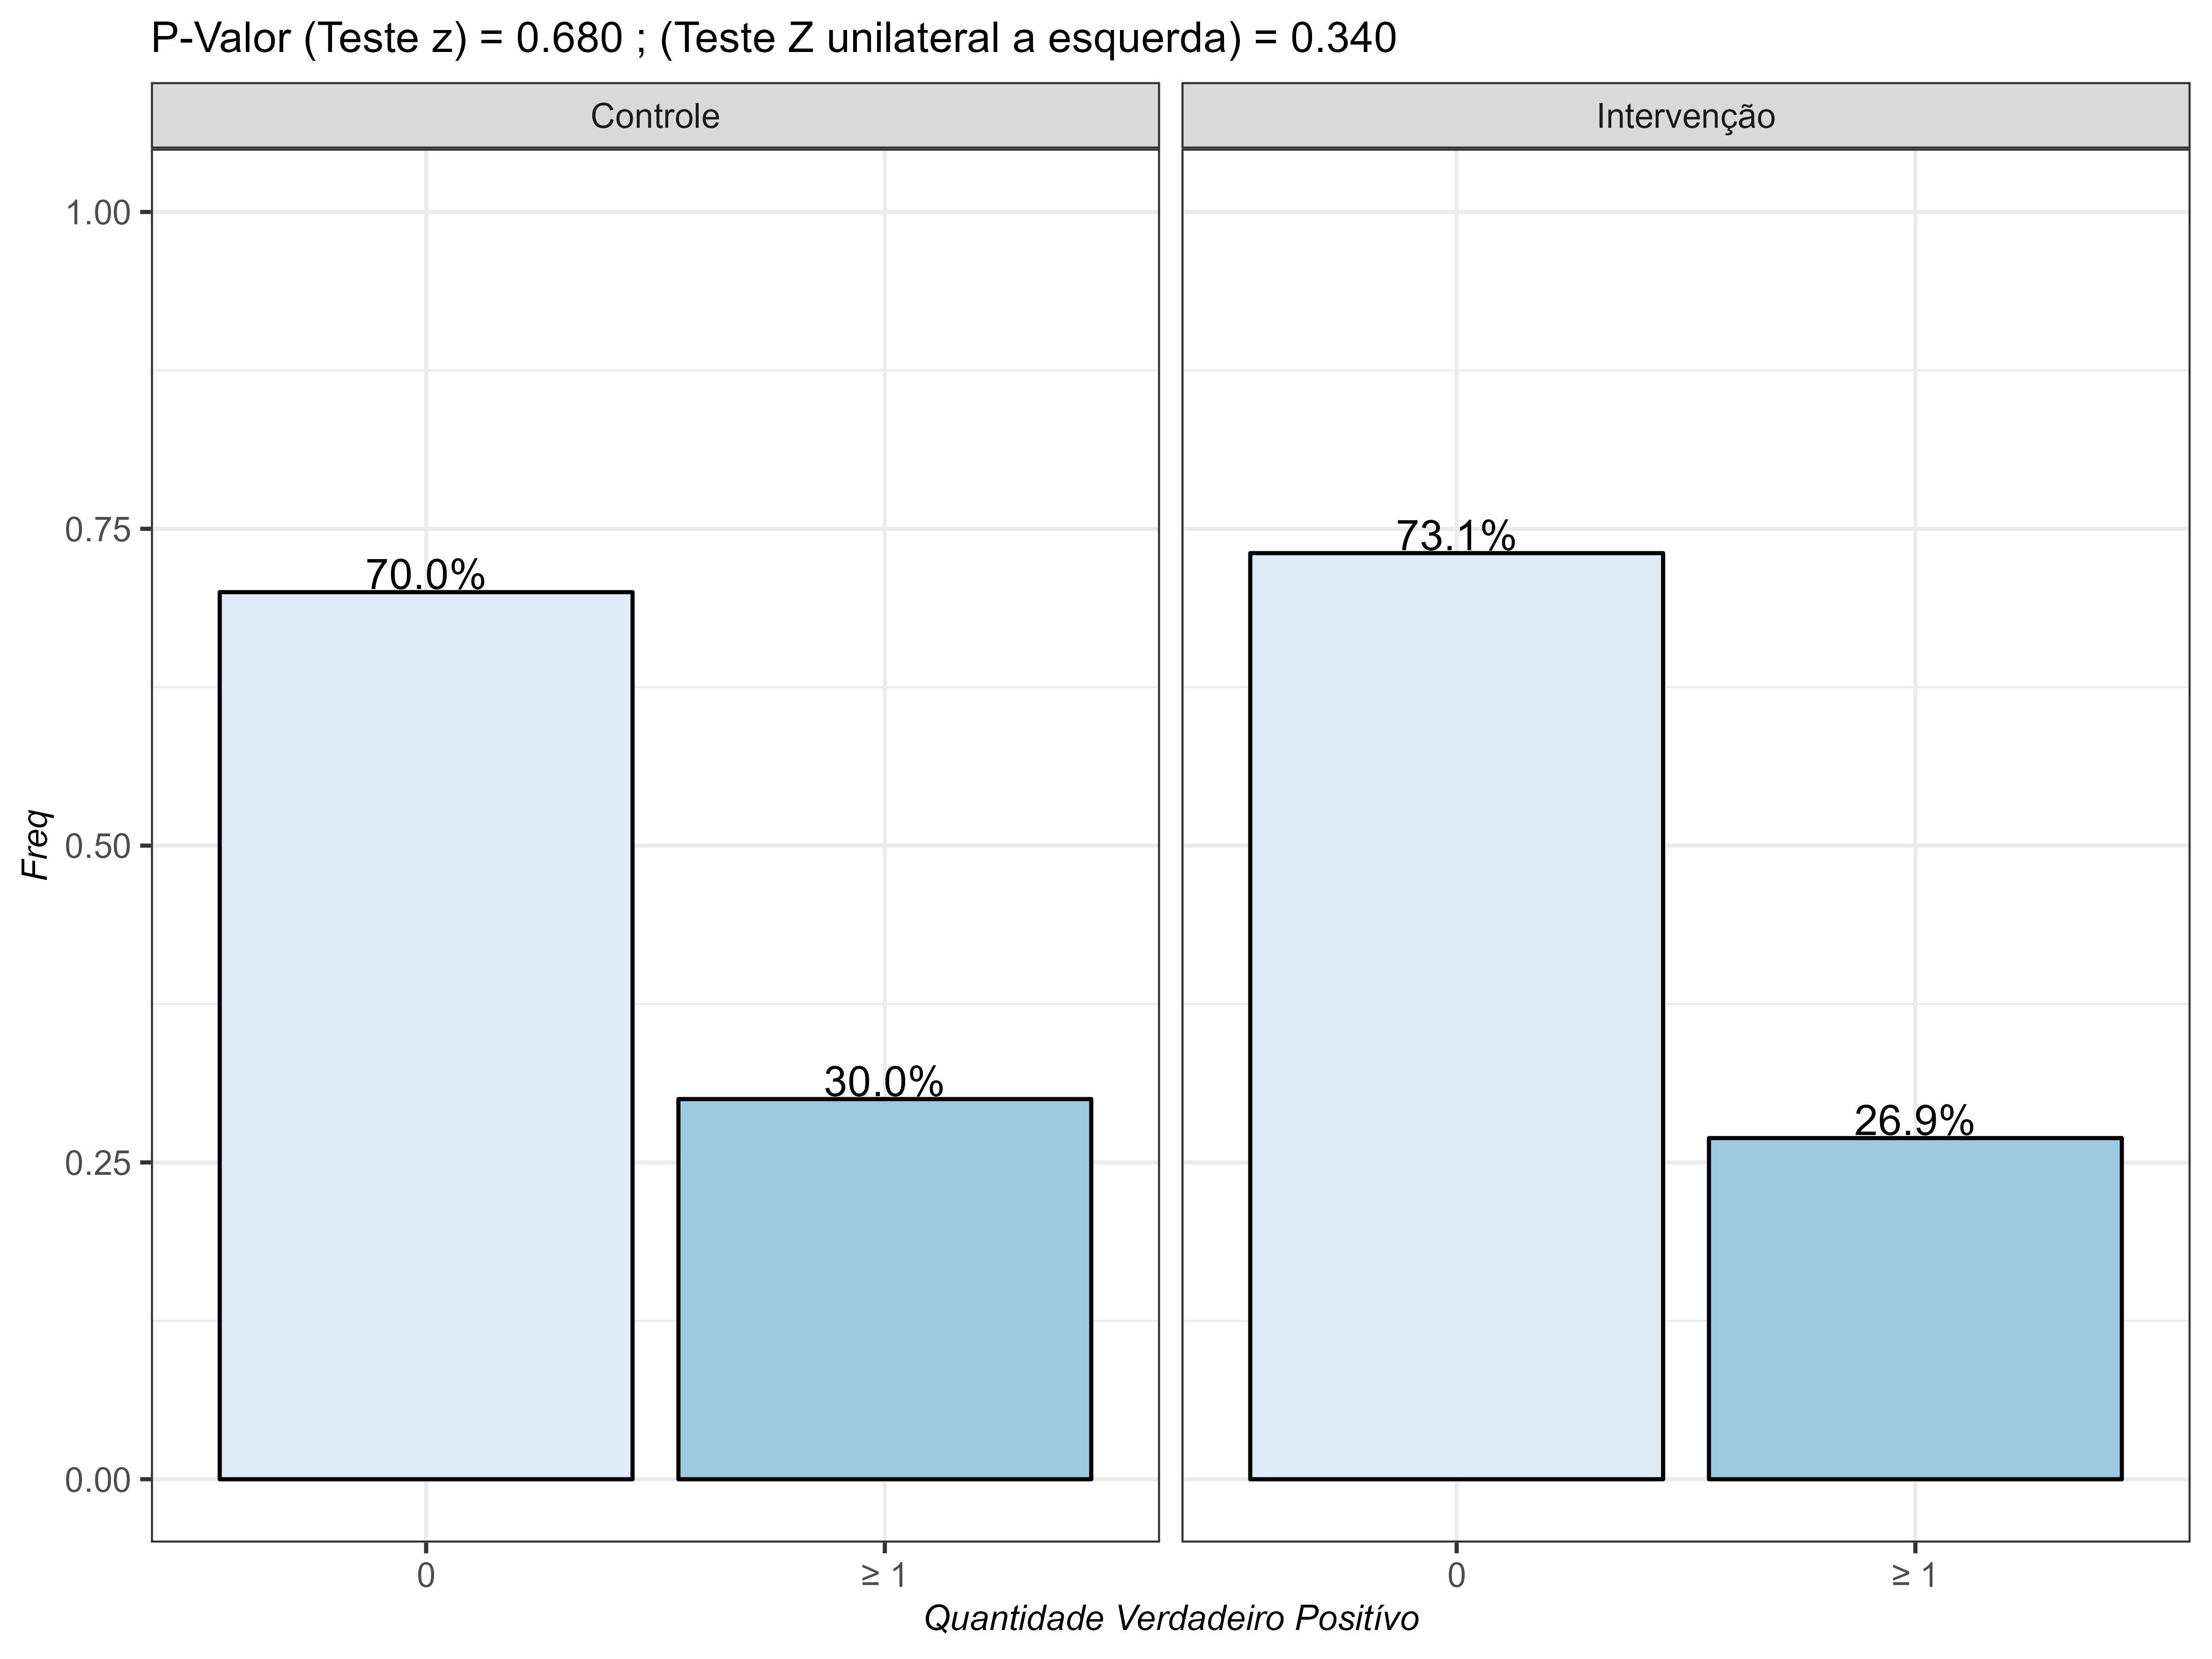 P-Valor (Teste z) = 0.680 ; (Teste Z unilateral a esquerda) = 0.340
Controle
Intervenção
1.00
0.75
0.50
0.25
0.00
Freq
70.0%
30.0%
73.1%
26.9%
0
≥ 1
0
≥ 1
Quantidade Verdadeiro Positívo